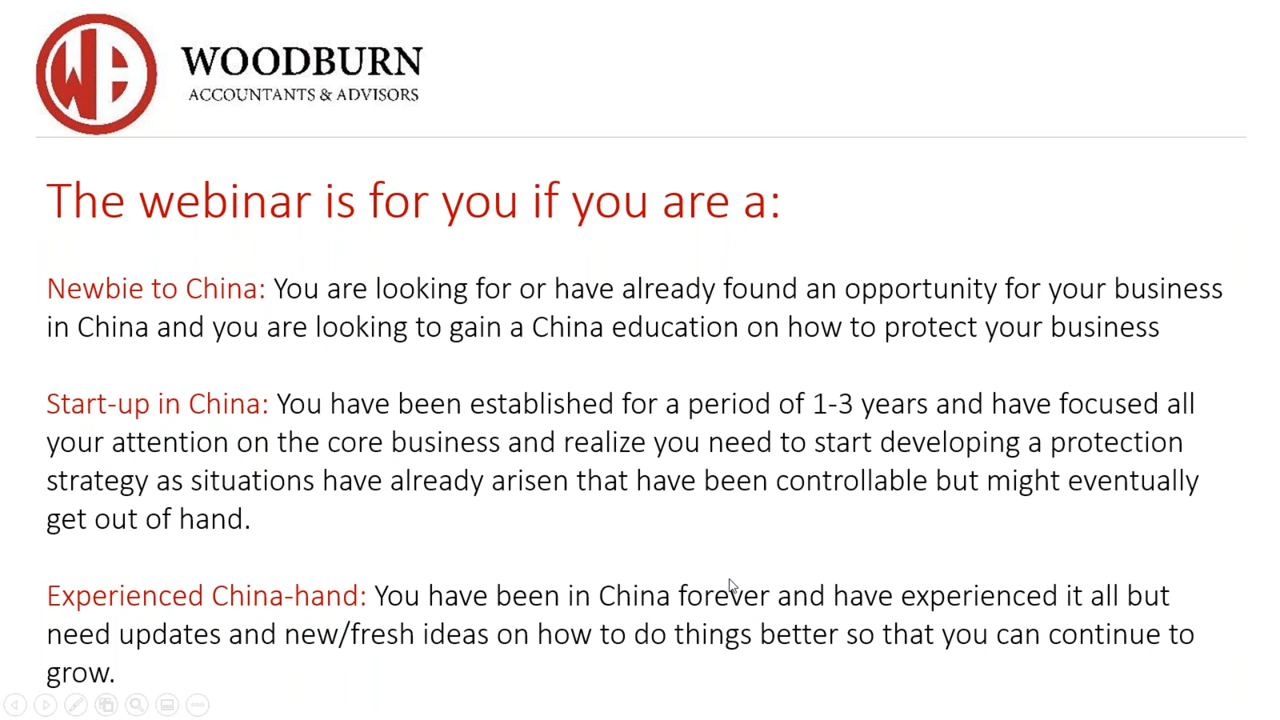 WOODBURN
ACCOUNTANTS & ADVISORS
The webinar is for you if you are a:
Newbie to China: You are looking for or have already found an opportunity for your business
in China and you are looking to gain a China education on how to protect your business
Start-up in China: You have been established for a period of 1-3 years and have focused all
your attention on the core business and realize you need to start developing a protection
strategy as situations have already arisen that have been controllable but might eventually
get out of hand.
Experienced China-hand: You have been in China forever and have experienced it all but
need updates and new/fresh ideas on how to do things better so that you can continue to
grow.